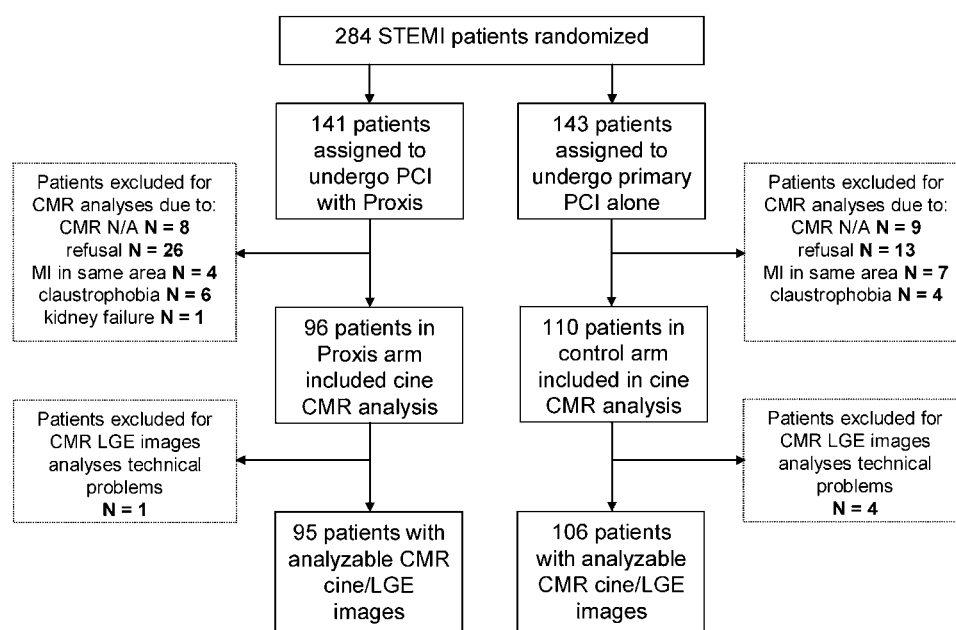 284 STEMI patients randomized
141 patients
assigned to
undergo PCI
with Proxis
143 patients
assigned to
undergo primary
PCI alone
Patients excluded for
CMR analyses due to:
CMR N/A N = 8
refusal N = 26
MI in same area N = 4
claustrophobia N = 6
kidney failure N = 1
Patients excluded for
CMR analyses due to:
CMR N/A N = 9
refusal N = 13
MI in same area N = 7
claustrophobia N = 4
96 patients in
Proxis arm
included cine
CMR analysis
110 patients in
control arm
included in cine
CMR analysis
Patients excluded for
CMR LGE images
analyses technical
problems
N = 1
Patients excluded for
CMR LGE images
analyses technical
problems
N = 4
95 patients with
analyzable CMR
cine/LGE
images
106 patients
with analyzable
CMR cine/LGE
images